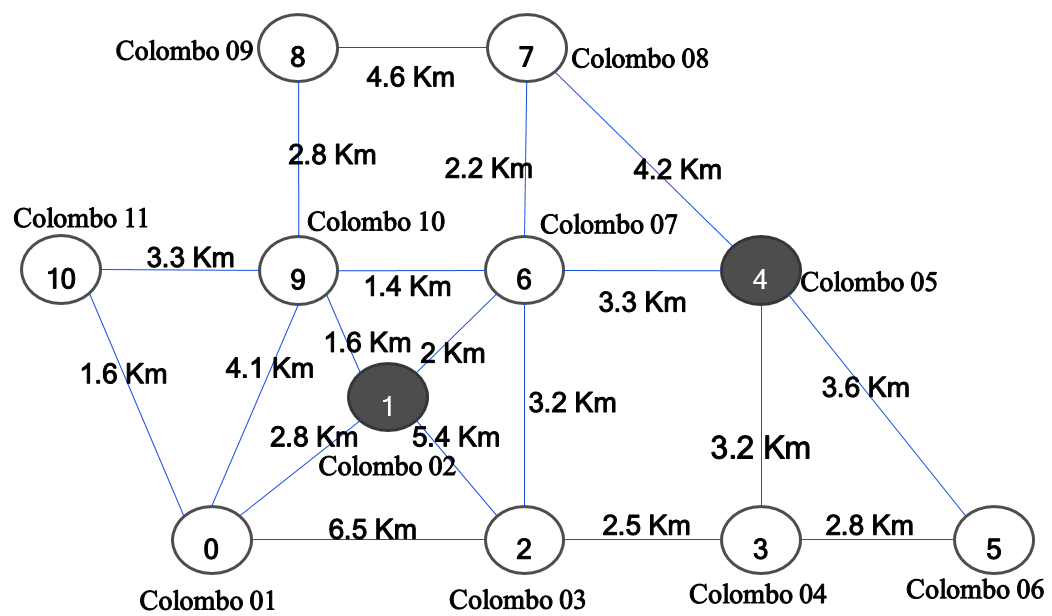 Colombo 09
8
7
Colombo 08
4.6 Km
2.8 Km
2.2 Km
4.2 Km
Colombo 11
Colombo 10
Colombo 07
10
3.3 Km
9
1.4 Km
6
3.3 Km
4
Colombo 05
1.6 Km
4.1 Km
1.6 Km
2 Km
3.2 Km
3.6 Km
1
2.8 Km
5.4 Km
Colombo 02
3.2 Km
0
6.5 Km
2
2.5 Km
3
2.8 Km
5
Colombo 01
Colombo 03
Colombo 04
Colombo 06